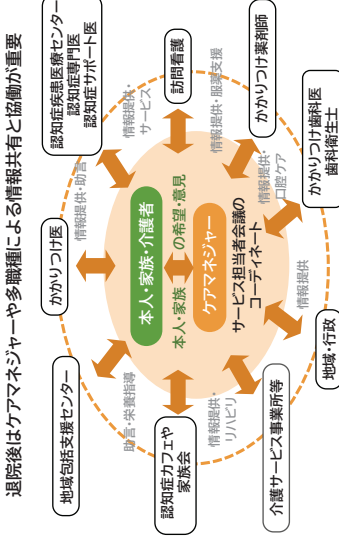 退院後はケアマネジャーや多職種による情報共有と協働が重要
かかりつけ医
認知症疾患医療センター
認知症専門医
認知症サポート医
地域包括支援センター
情報提供・助言
助言・栄養指導
情報提供・
サービス
本人・家族・介護者
訪問看護
認知症カフェや
家族会
本人・家族 の希望・意見
ケアマネジャー
サービス担当者会議の
コーディネート
情報提供・服薬支援
かかりつけ薬剤師
情報提供・
リハビリ
情報提供・
口腔ケア
介護サービス事業所等
情報提供
かかりつけ歯科医
歯科衛生士
地域・行政